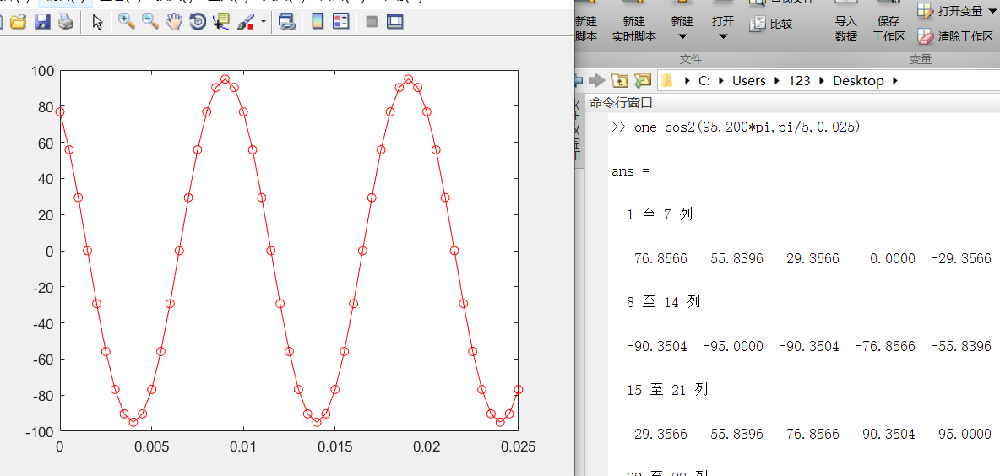 100
80
60
40
20
0
-20
-40
-60
-80
-100
0
0.005
0.01
0.015
0.02
0.025
新建
脚本
新建
实时脚本
新建
打开
比较
导入
数据
保存
工作区
打开变量
清除工作区
文件
变量
C: Users 123 Desktop
命令行窗口
>> one_cos2(95,200*pi,pi/5,0.025)
ans =
1 至 7 列
76.8566 55.8396 29.3566 0.0000 -29.3566
8 至 14 列
-90.3504 -95.0000 -90.3504 -76.8566 -55.8396
15 至 21 列
29.3566 55.8396 76.8566 90.3504 95.0000